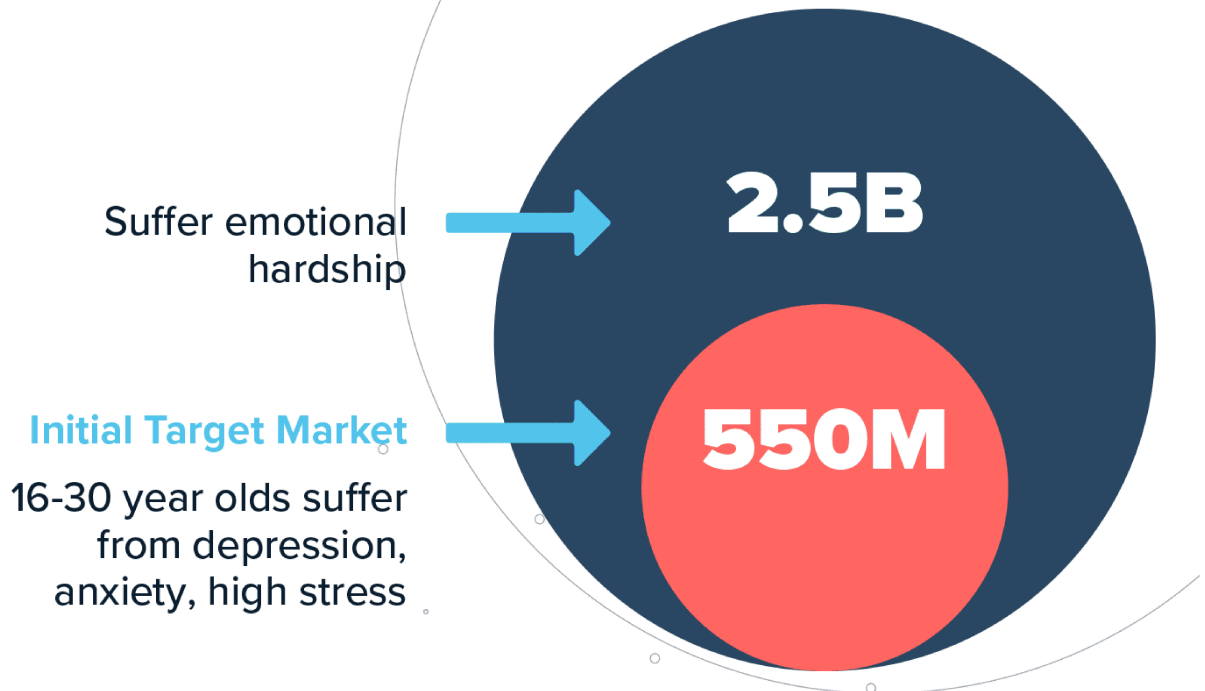 2.5B
Suffer emotional
hardship
Initial Target Market
550M
16-30 year olds suffer
from depression,
anxiety, high stress